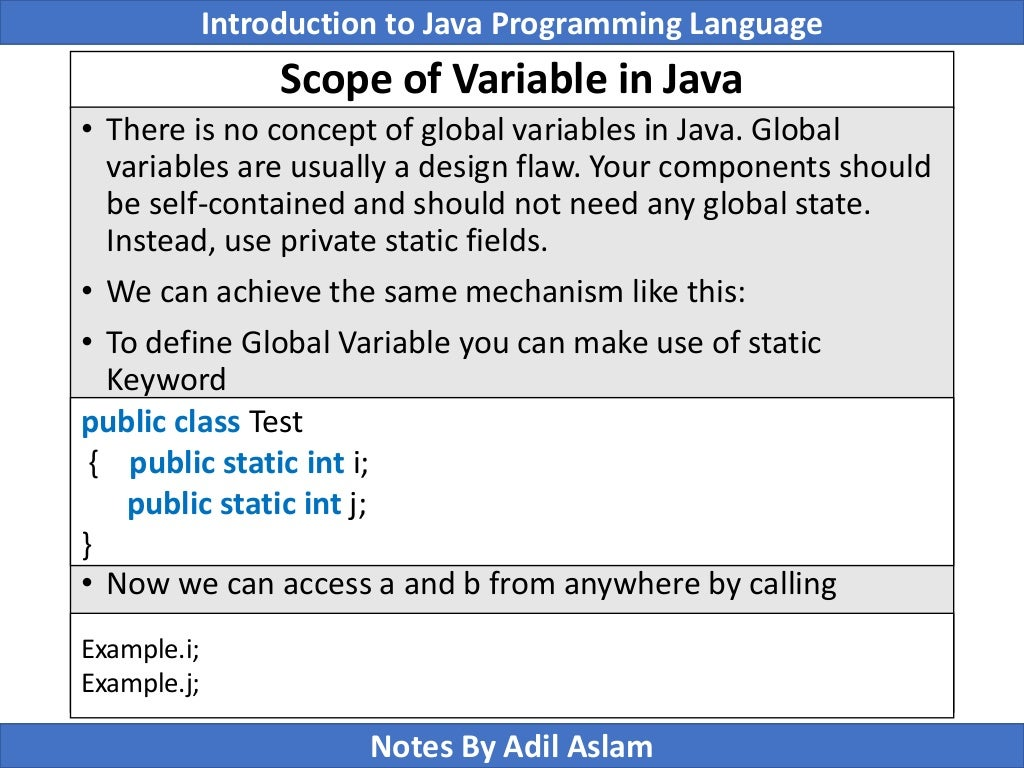 Introduction to Java Programming Language
Scope of Variable in Java
• There is no concept of global variables in Java. Global
variables are usually a design flaw. Your components should
be self-contained and should not need any global state.
Instead, use private static fields.
• We can achieve the same mechanism like this:
• To define Global Variable you can make use of static
Keyword
public class Test
{ public static int i;
public static int j;
}
• Now we can access a and b from anywhere by calling
Example.i;
Example.j;
Notes By Adil Aslam